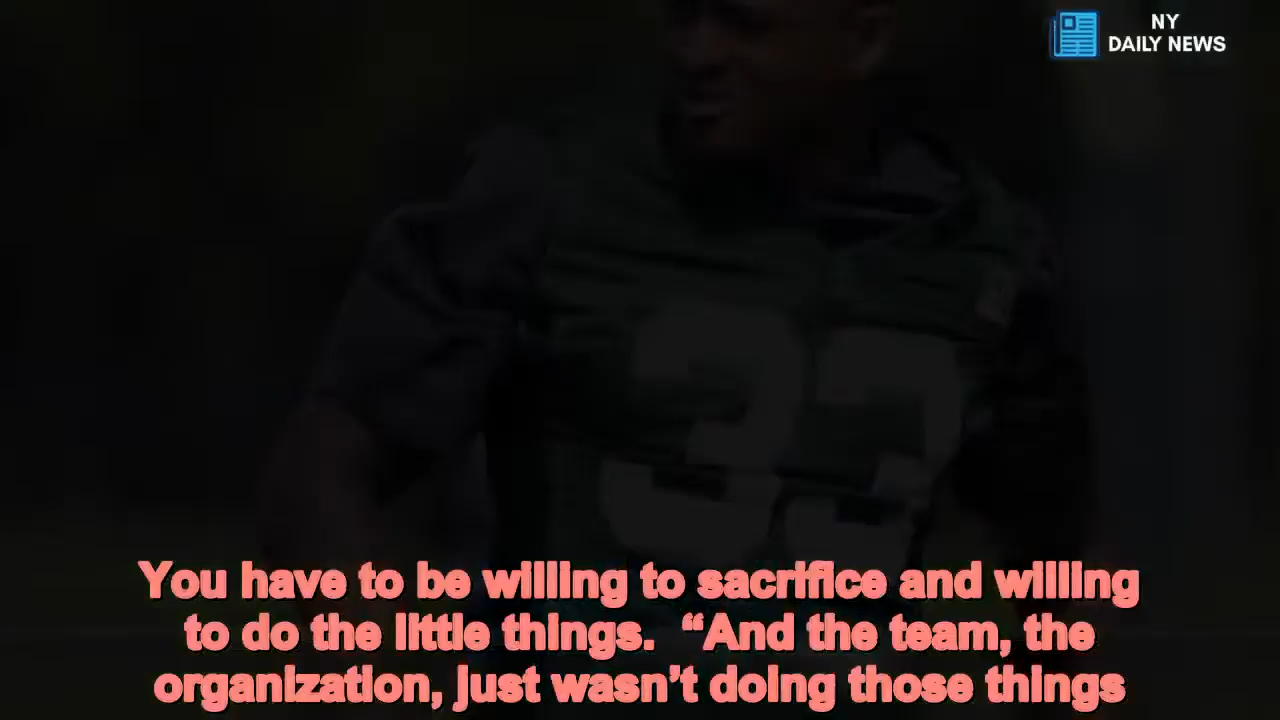 NY
DAILY NEWS
You have to be willing to sacrifice and willing
to do the little things.  “And the team, the
organization, just wasn’t doing those things